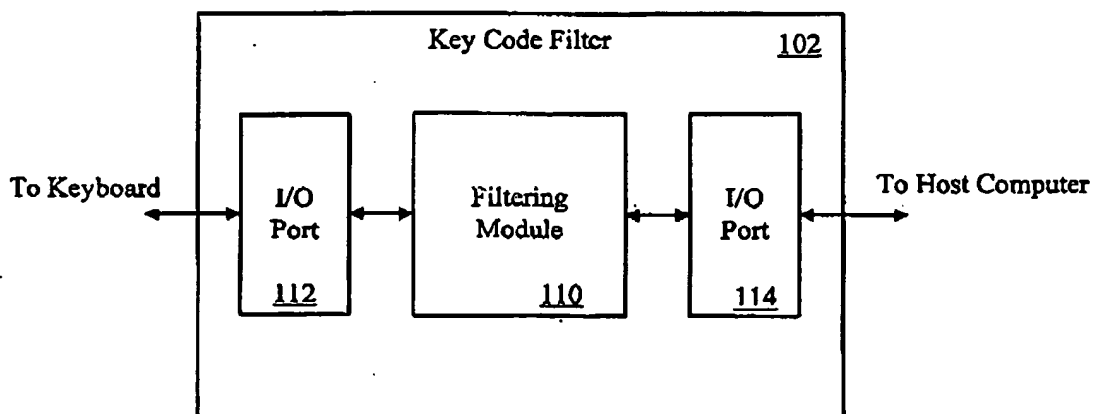 Key Code Filter
102
To Keyboard
I/O
Port
112
Filtering
Module
110
I/O
Port
114
To Host Computer